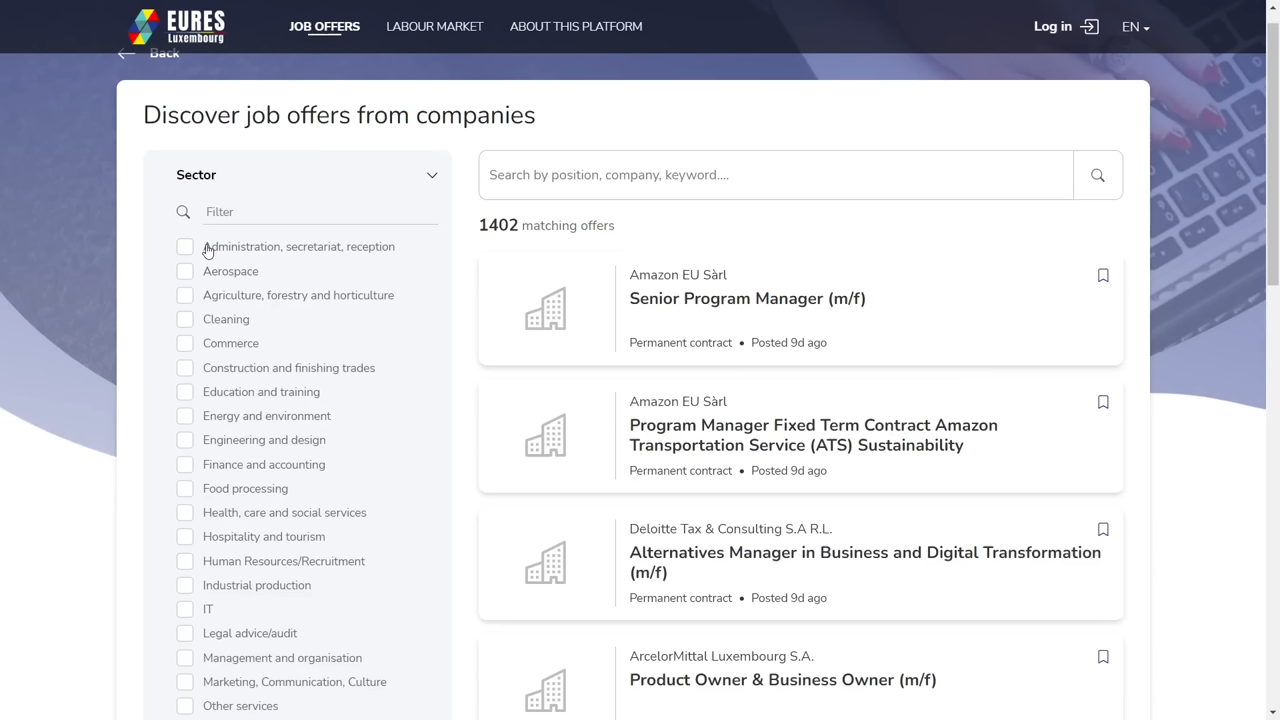 EURES
Luxembourg
JOB OFFERS
LABOUR MARKET
ABOUT THIS PLATFORM
Log in
EN
Back
Discover job offers from companies
Sector
Filter
Administration, secretariat, reception
Aerospace
Agriculture, forestry and horticulture
Cleaning
Commerce
Construction and finishing trades
Education and training
Energy and environment
Engineering and design
Finance and accounting
Food processing
Health, care and social services
Hospitality and tourism
Human Resources/Recruitment
Industrial production
IT
Legal advice/audit
Management and organisation
Marketing, Communication, Culture
Other services
Search by position, company, keyword....
1402 matching offers
Amazon EU Sàrl
Senior Program Manager (m/f)
Permanent contract • Posted 9d ago
Amazon EU Sàrl
Program Manager Fixed Term Contract Amazon
Transportation Service (ATS) Sustainability
Permanent contract • Posted 9d ago
Deloitte Tax & Consulting S.A R.L.
Alternatives Manager in Business and Digital Transformation
(m/f)
Permanent contract • Posted 9d ago
ArcelorMittal Luxembourg S.A.
Product Owner & Business Owner (m/f)